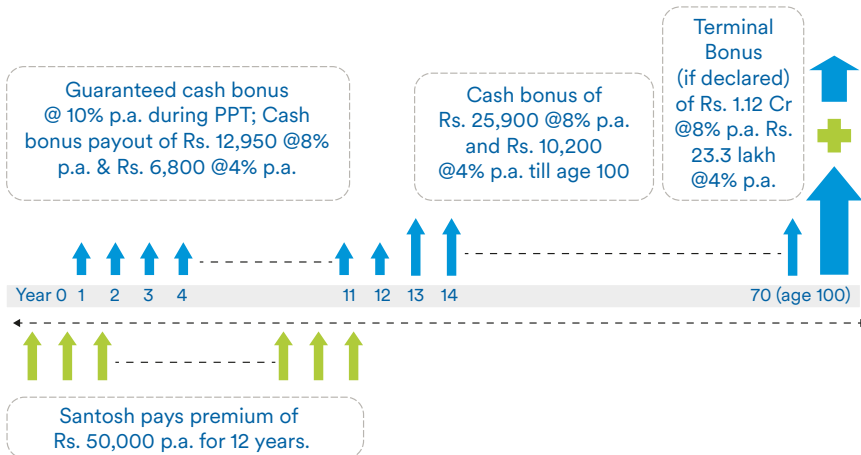 Guaranteed cash bonus
@ 10% p.a. during PPT; Cash
bonus payout of Rs. 12,950 @8%
p.a. & Rs. 6,800 @4% p.a.
Cash bonus of
Rs. 25,900 @8% p.a.
and Rs. 10,200
@4% p.a. till age 100
Terminal
Bonus
(if declared)
of Rs. 1.12 Cr
@8% p.a. Rs.
23.3 lakh
@4% p.a.
Year 0 1 2 3 4 11 12 13 14 70 (age 100)
Santosh pays premium of
Rs. 50,000 p.a. for 12 years.